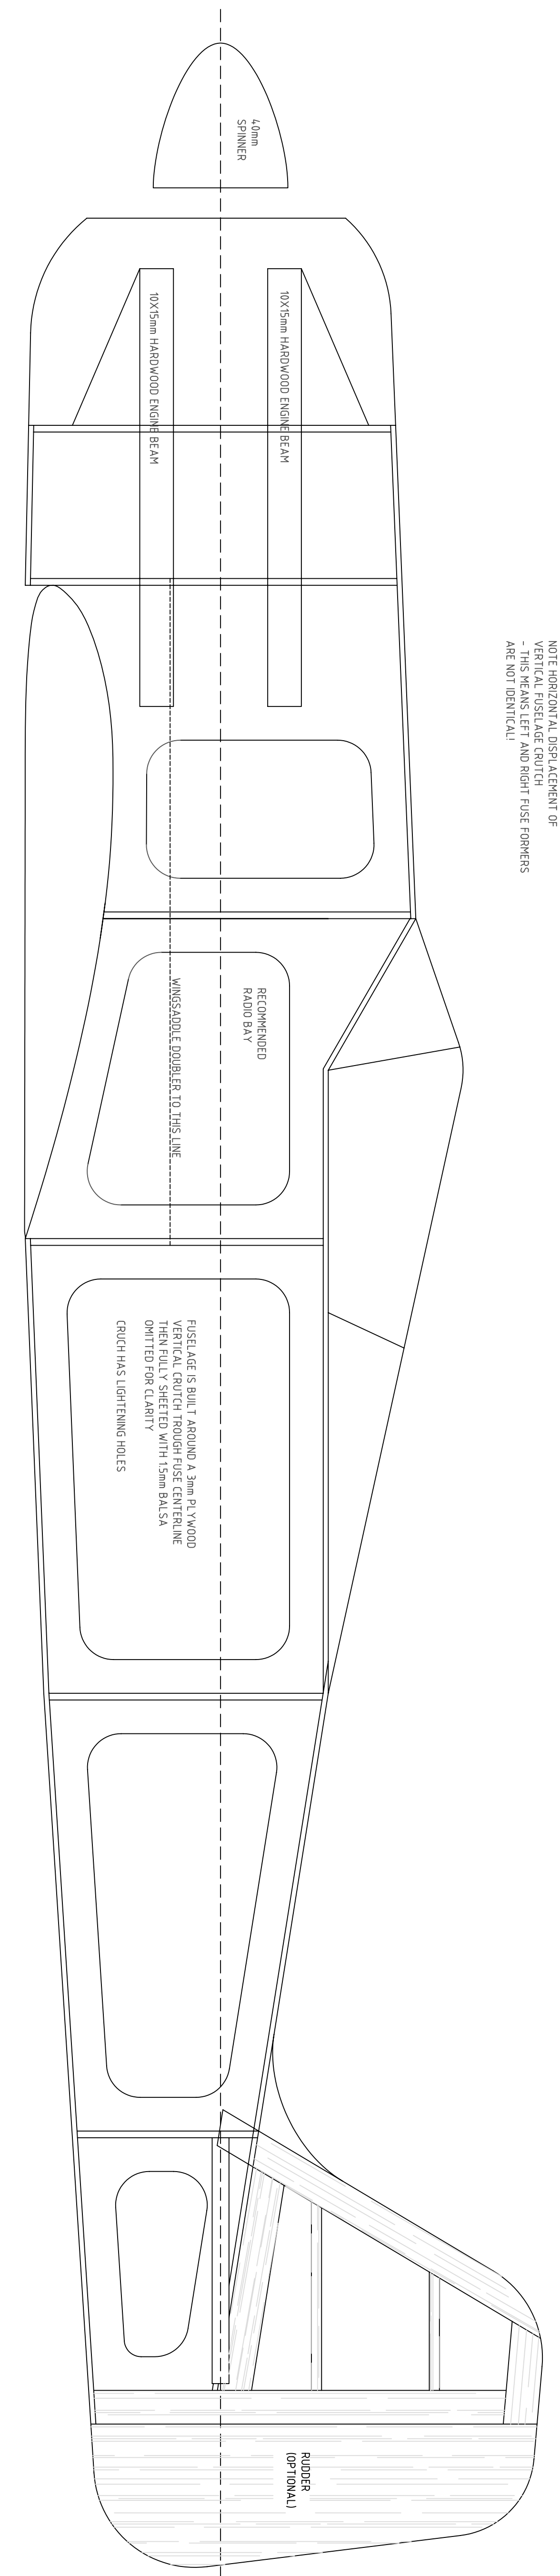 40mm
SPINNER
10X15mm HARDWOOD ENGINE BEAM
10X15mm HARDWOOD ENGINE BEAM
NOTE HORIZONTAL DISPLACEMENT OF
VERTICAL FUSELAGE CRUTCH
- THIS MEANS LEFT AND RIGHT FUSE FORMERS
ARE NOT IDENTICAL!
RECOMMENDED
RADIO BAY
WINGSADDLE DOUBLER TO THIS LINE
FUSELAGE IS BUILT AROUND A 3mm PLYWOOD
VERTICAL CRUTCH TROUGH FUSE CENTERLINE
THEN FULLY SHEETED WITH 1.5mm BALSA
OMITTED FOR CLARITY
CRUCH HAS LIGHTENING HOLES
RUDDER
(OPTIONAL)